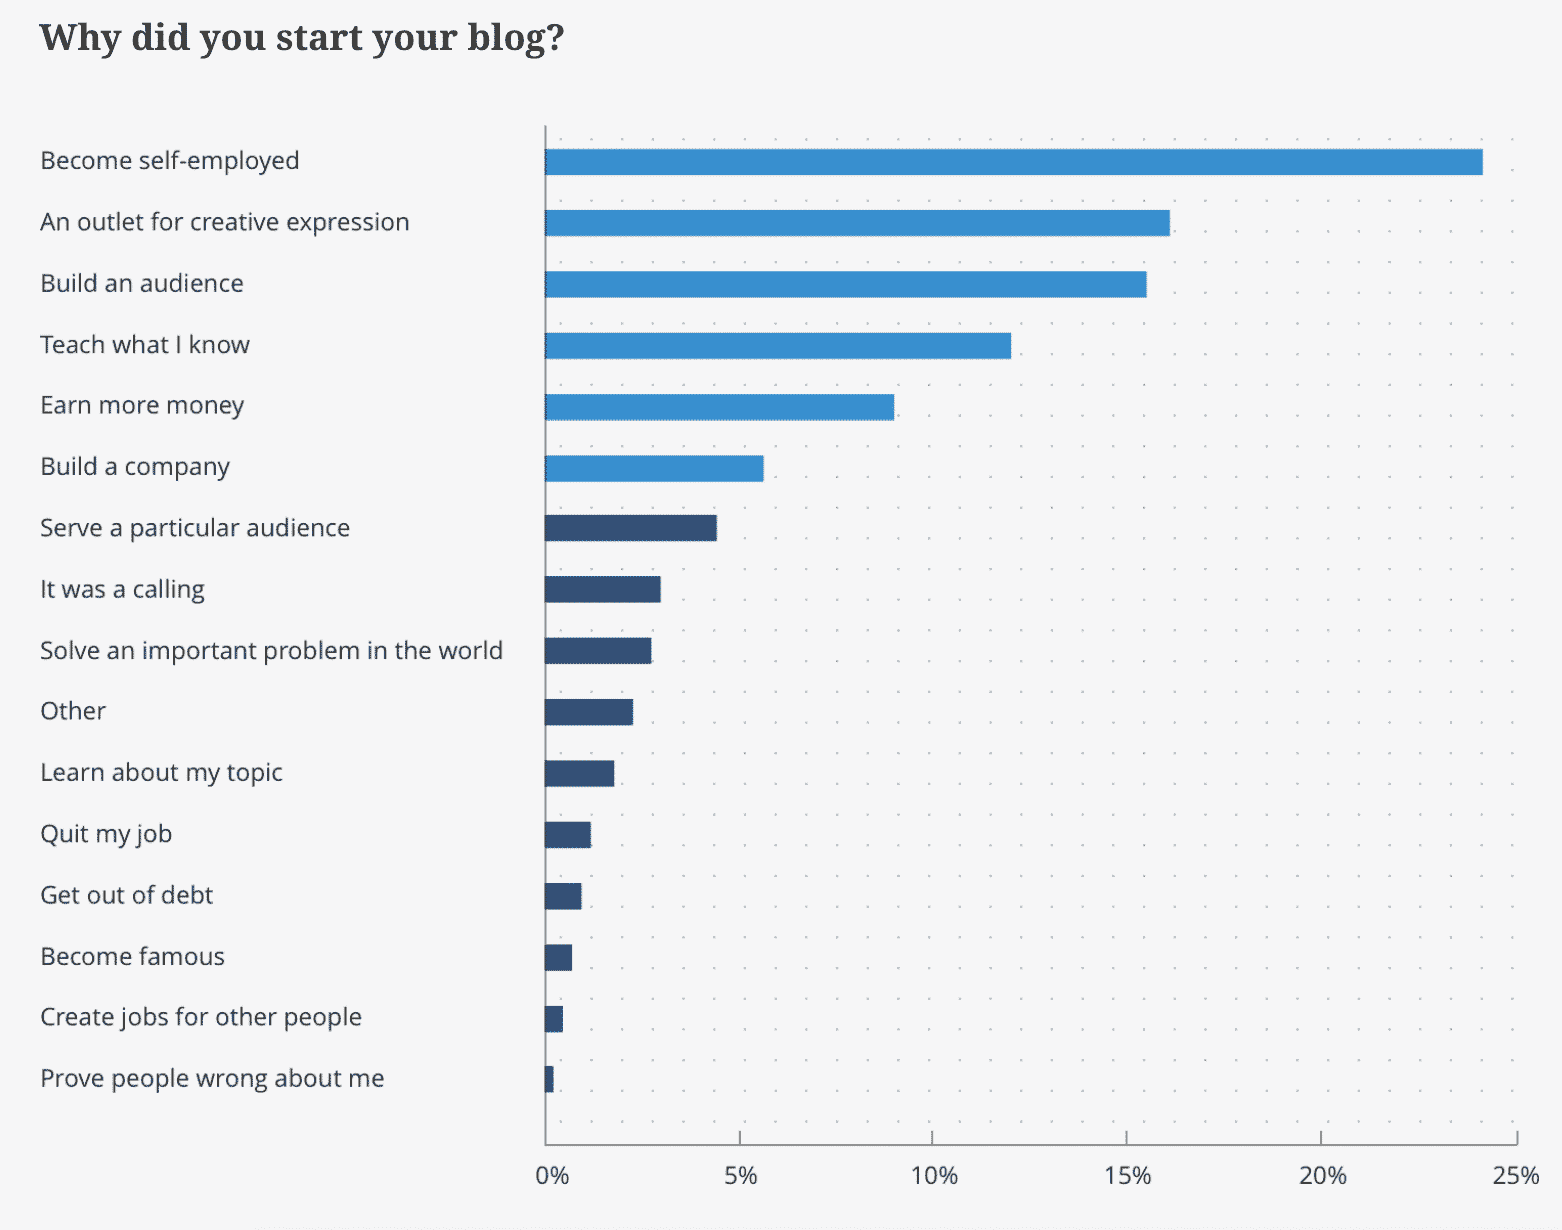 Why did you start your blog?
Become self-employed
An outlet for creative expression
Build an audience
Teach what I know
Earn more money
Build a company
Serve a particular audience
It was a calling
Solve an important problem in the world
Other
Learn about my topic
Quit my job
Get out of debt
Become famous
Create jobs for other people
Prove people wrong about me
0% 5% 10% 15% 20% 25%